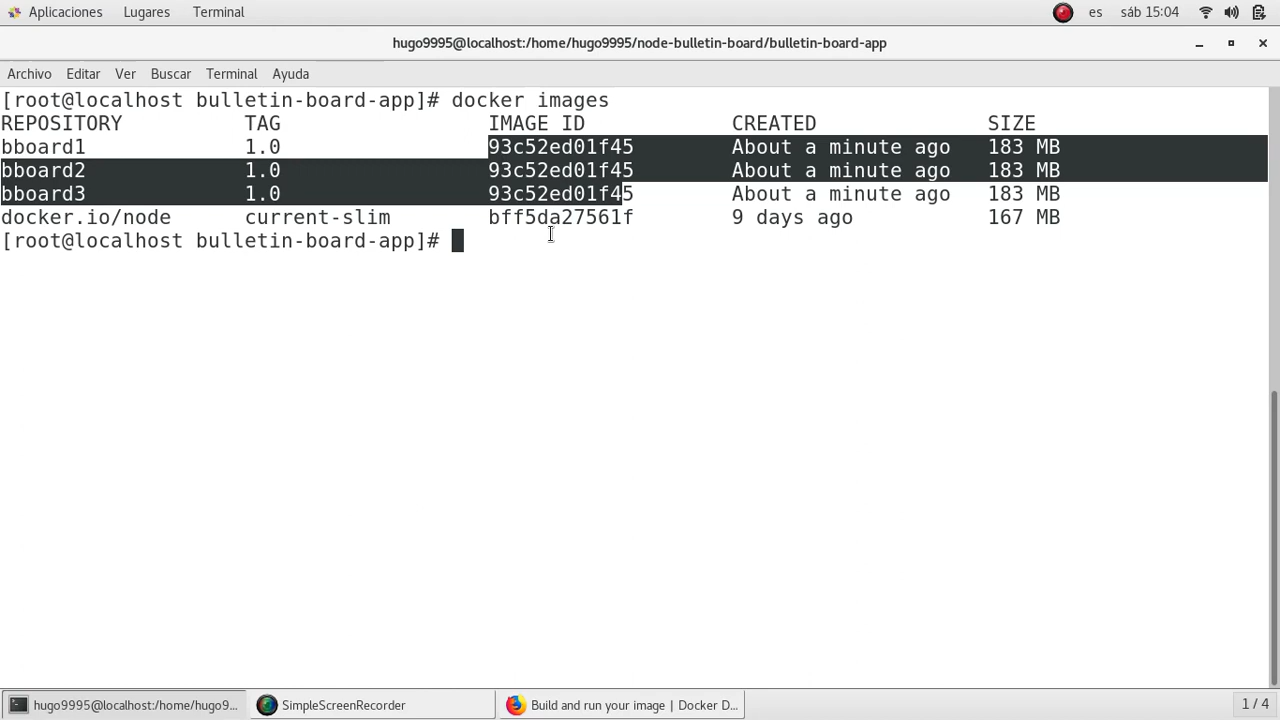 Aplicaciones Lugares Terminal es sáb 15:04
hugo9995@localhost:/home/hugo9995/node-bulletin-board/bulletin-board-app
Archivo Editar Ver Buscar Terminal Ayuda
[root@localhost bulletin-board-app]# docker images
REPOSITORY TAG IMAGE ID CREATED SIZE
bboard1 1.0 93c52ed01f45 About a minute ago 183 MB
bboard2 1.0 93c52ed01f45 About a minute ago 183 MB
bboard3 1.0 93c52ed01f45 About a minute ago 183 MB
docker.io/node current-slim bff5da27561f 9 days ago 167 MB
[root@localhost bulletin-board-app]#
hugo9995@localhost:/home/hugo9... SimpleScreenRecorder Build and run your image | Docker D... 1 / 4